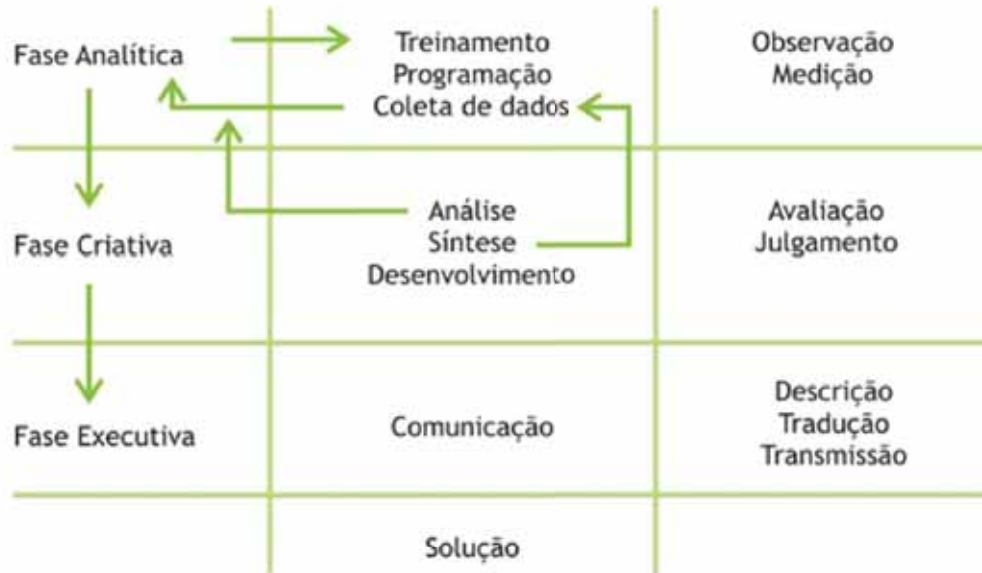 Fase Analítica
Treinamento
Programação
Coleta de dados
Observação
Medição
Fase Criativa
Análise
Síntese
Desenvolvimento
Avaliação
Julgamento
Fase Executiva
Comunicação
Descrição
Tradução
Transmissão
Solução